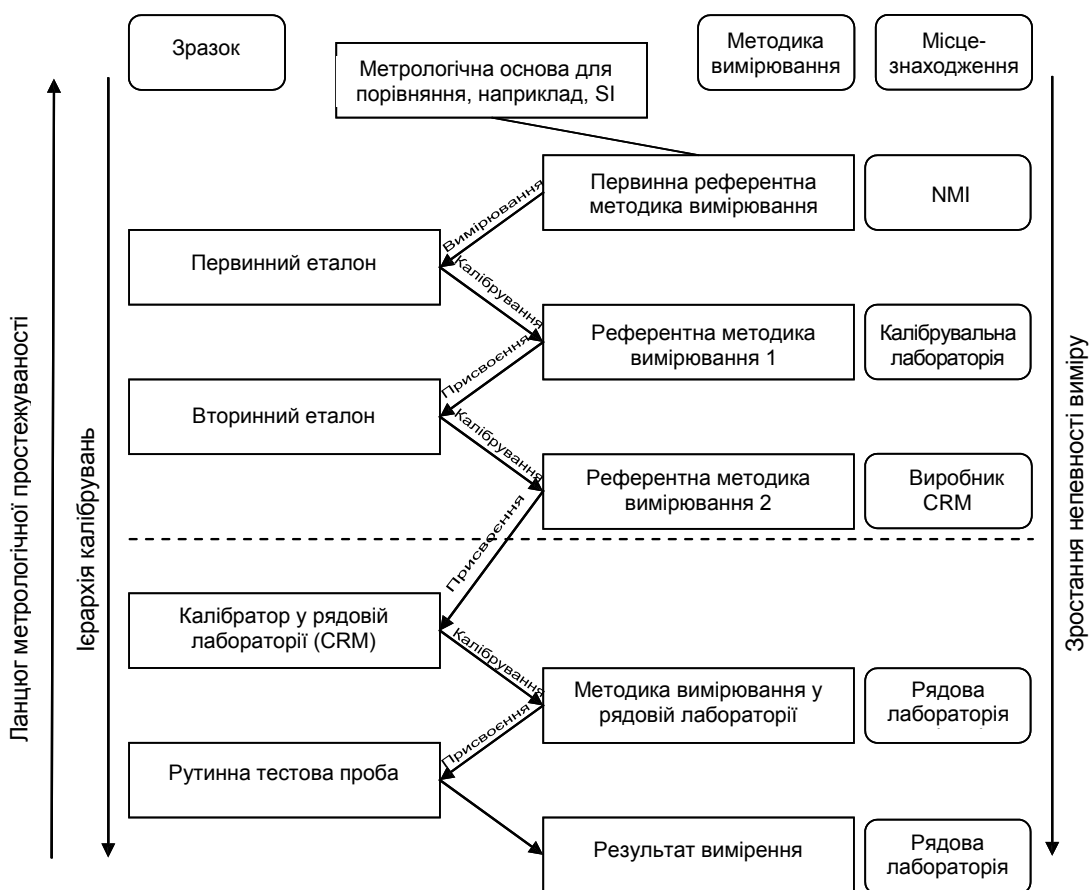 Зразок
Методика
вимірювання
Місце-
знаходження
Метрологічна основа для
порівняння, наприклад, SI
Первинна референтна
методика вимірювання
NMI
Вимірювання
Первинний еталон
Калібрування
Референтна методика
вимірювання 1
Калібрувальна
лабораторія
Присвоєння
Вторинний еталон
Калібрування
Референтна методика
вимірювання 2
Виробник
CRM
Присвоєння
Калібратор у рядовій
лабораторії (CRM)
Калібрування
Методика вимірювання у
рядовій лабораторії
Рядова
лабораторія
Присвоєння
Рутинна тестова проба
Результат вимірення
Рядова
лабораторія
Ланцюг метрологічної простежуваності
Ієрархія калібрувань
Зростання непевності виміру